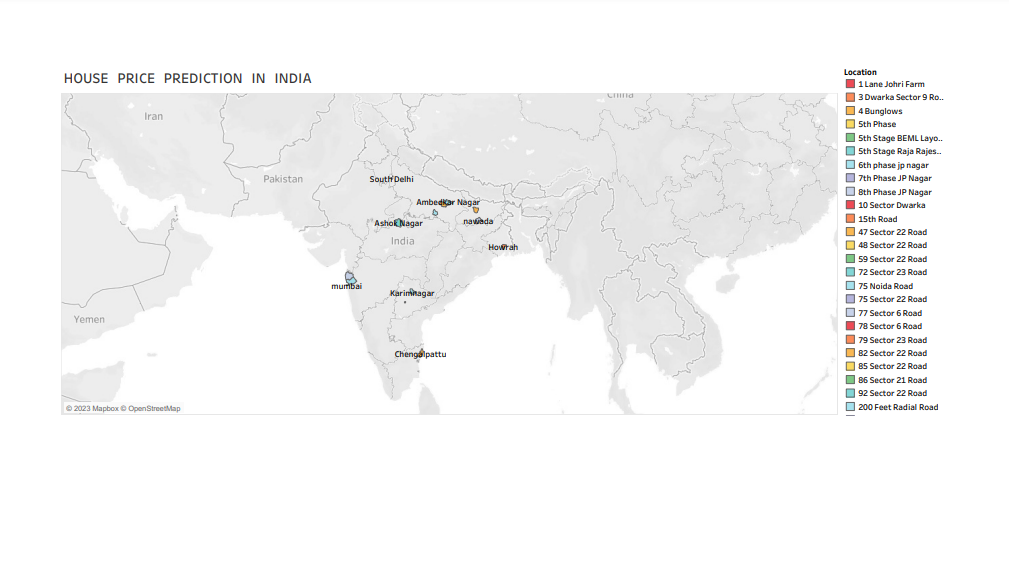 HOUSE PRICE PREDICTION IN INDIA
China
Iran
Pakistan
South Delhi
Ambedkar Nagar
Ashok Nagar
nawada
India
Howrah
mumbai
Karimnagar
Yemen
Chengalpattu
© 2023 Mapbox © OpenStreetMap
Location
1 Lane Johri Farm
3 Dwarka Sector 9 Ro..
4 Bunglows
5th Phase
5th Stage BEML Layo..
5th Stage Raja Rajes..
6th phase jp nagar
7th Phase JP Nagar
8th Phase JP Nagar
10 Sector Dwarka
15th Road
47 Sector 22 Road
48 Sector 22 Road
59 Sector 22 Road
72 Sector 23 Road
75 Noida Road
75 Sector 22 Road
77 Sector 6 Road
78 Sector 6 Road
79 Sector 23 Road
82 Sector 22 Road
85 Sector 22 Road
86 Sector 21 Road
92 Sector 22 Road
200 Feet Radial Road